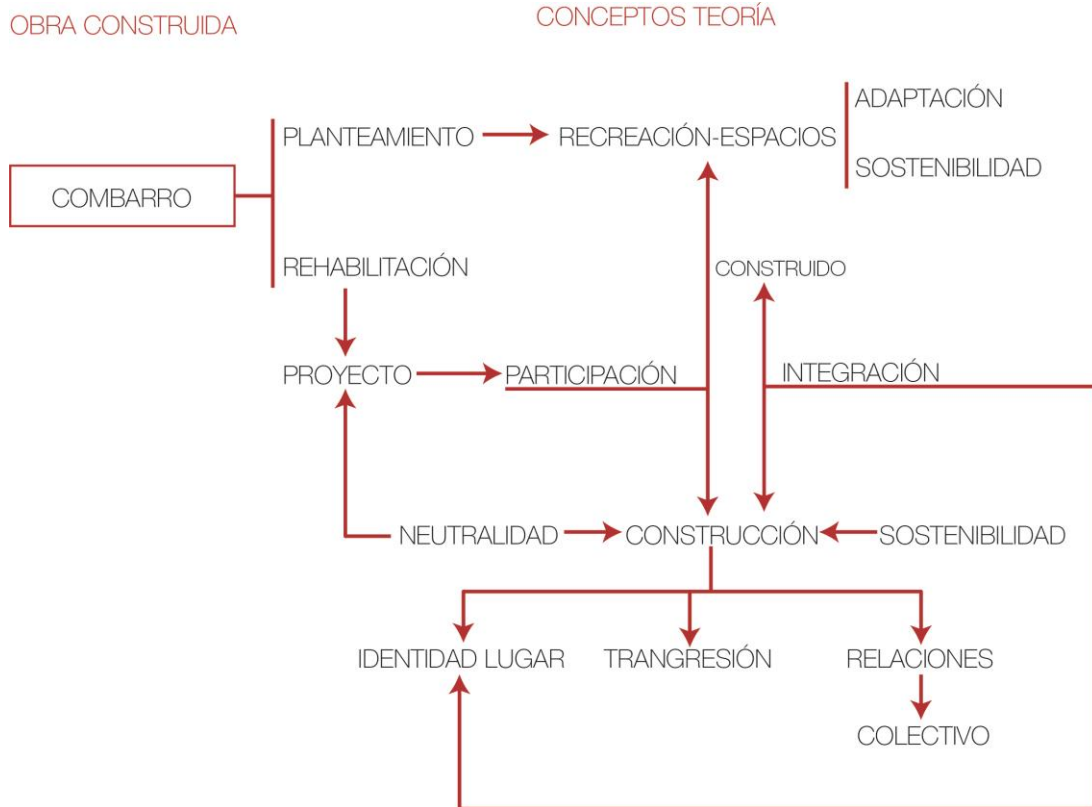 OBRA CONSTRUIDA
CONCEPTOS TEORÍA
COMBARRO
PLANTEAMIENTO
RECREACIÓN-ESPACIOS
ADAPTACIÓN
SOSTENIBILIDAD
REHABILITACIÓN
CONSTRUIDO
PROYECTO
PARTICIPACIÓN
INTEGRACIÓN
NEUTRALIDAD
CONSTRUCCIÓN
SOSTENIBILIDAD
IDENTIDAD LUGAR
TRANGRESIÓN
RELACIONES
COLECTIVO